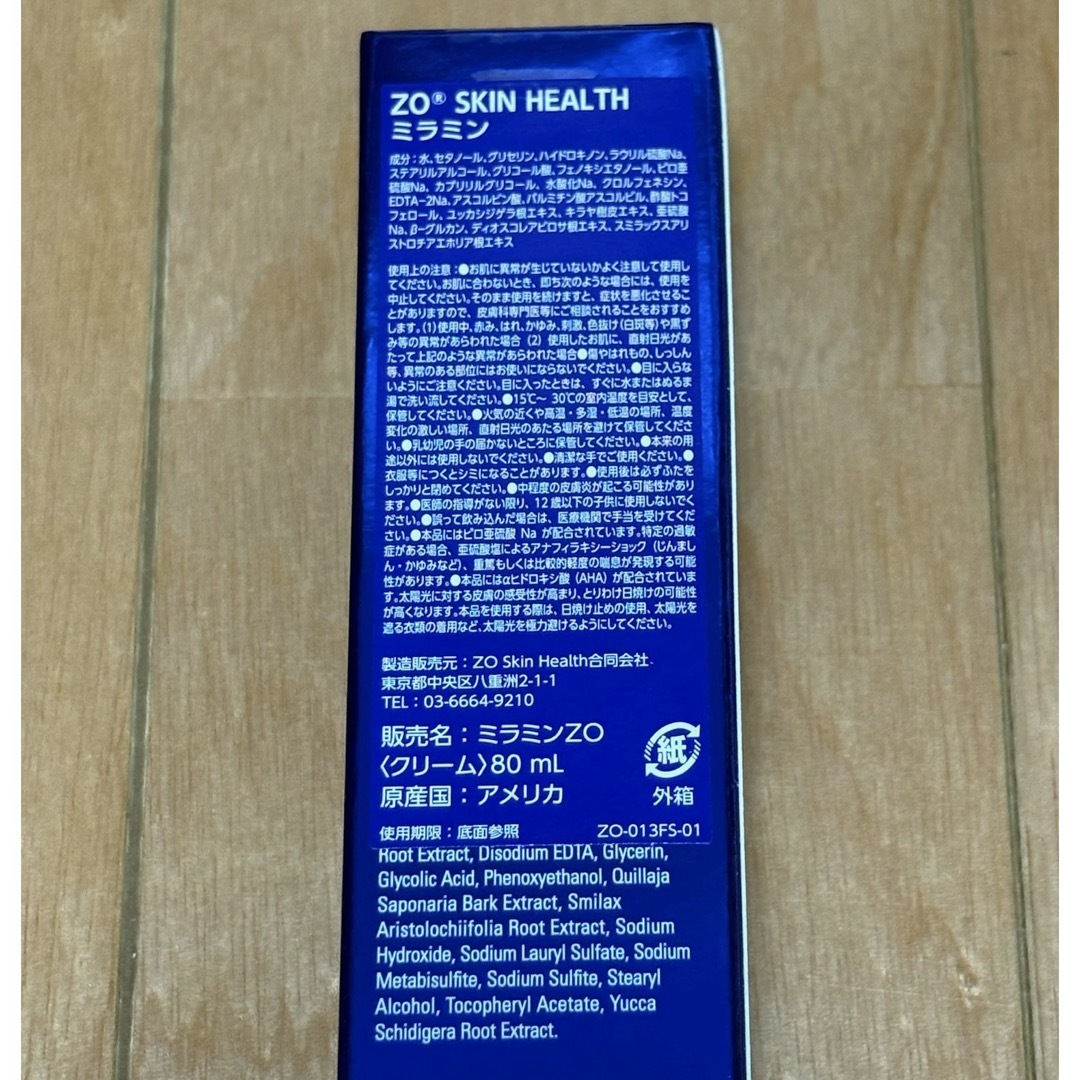 ZO® SKIN HEALTH
ミラミン
成分：水、セタノール、グリセリン、ハイドロキノン、ラウリル硫酸Na、
ステアリルアルコール、グリコール酸、フェノキシエタノール、ピロ亜
硫酸Na、カプリリルグリコール、水酸化Na、クロルフェネシン、
EDTA−2Na、アスコルビン酸、パルミチン酸アスコルビル、酢酸トコ
フェロール、ユッカシジゲラ根エキス、キラヤ樹皮エキス、亜硫酸
Na、β-グルカン、ディオスコレアビロサ根エキス、スミラックスアリ
ストロチアエホリア根エキス
使用上の注意：●お肌に異常が生じていないかよく注意して使用し
てください。お肌に合わないとき、即ち次のような場合には、使用を
中止してください。そのまま使用を続けますと、症状を悪化させるこ
とがありますので、皮膚科専門医等にご相談されることをおすすめ
します。(1)使用中、赤み、はれ、かゆみ、刺激、色抜け(白斑等)や黒ず
み等の異常があらわれた場合（2）使用したお肌に、直射日光があ
たって上記のような異常があらわれた場合●傷やはれもの、しっしん
等、異常のある部位にはお使いにならないでください。●目に入らな
いようにご注意ください。目に入ったときは、すぐに水またはぬるま
湯で洗い流してください。●15℃〜 30℃の室内温度を目安として、
保管してください。●火気の近くや高温・多湿・低温の場所、温度
変化の激しい場所、直射日光のあたる場所を避けて保管してくださ
い。●乳幼児の手の届かないところに保管してください。●本来の用
途以外には使用しないでください。●清潔な手でご使用ください。●
衣服等につくとシミになることがあります。●使用後は必ずふたを
しっかりと閉めてください。●中程度の皮膚炎が起こる可能性があり
ます。●医師の指導がない限り、12歳以下の子供に使用しないでく
ださい。●誤って飲み込んだ場合は、医療機関で手当を受けてくださ
い。●本品にはピロ亜硫酸 Na が配合されています。特定の過敏
症がある場合、亜硫酸塩によるアナフィラキシーショック（じんまし
ん・かゆみなど）、重篤もしくは比較的軽度の喘息が発現する可能
性があります。●本品にはαヒドロキシ酸（AHA）が配合されていま
す。太陽光に対する皮膚の感受性が高まり、とりわけ日焼けの可能性
が高くなります。本品を使用する際は、日焼け止めの使用、太陽光を
遮る衣類の着用など、太陽光を極力避けるようにしてください。
製造販売元：ZO Skin Health合同会社
東京都中央区八重洲2-1-1
TEL：03-6664-9210
販売名：ミラミンZO
〈クリーム〉80 mL
原産国：アメリカ
紙
外箱
使用期限：底面参照 ZO-013FS-01
Root Extract, Disodium EDTA, Glycerin,
Glycolic Acid, Phenoxyethanol, Quillaja
Saponaria Bark Extract, Smilax
Aristolochiifolia Root Extract, Sodium
Hydroxide, Sodium Lauryl Sulfate, Sodium
Metabisulfite, Sodium Sulfite, Stearyl
Alcohol, Tocopheryl Acetate, Yucca
Schidigera Root Extract.